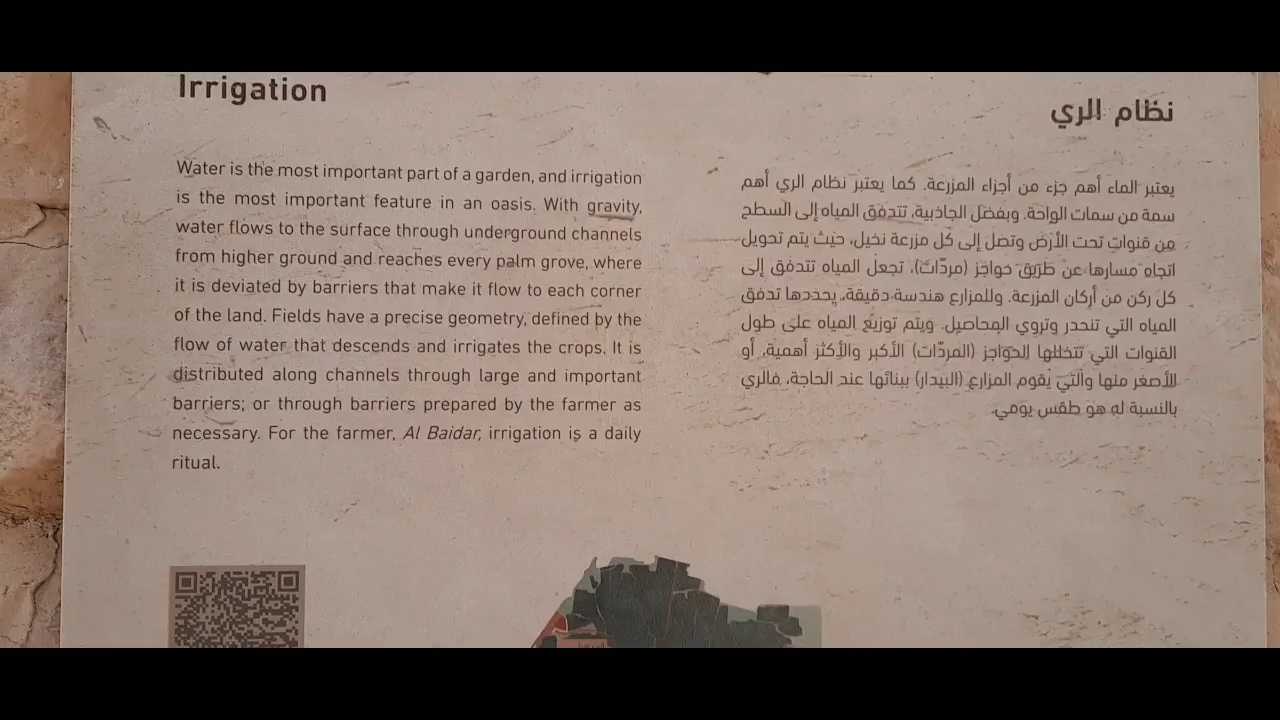 Irrigation
Water is the most important part of a garden, and irrigation
is the most important feature in an oasis. With gravity,
water flows to the surface through underground channels
from higher ground and reaches every palm grove, where
it is deviated by barriers that make it flow to each corner
of the land. Fields have a precise geometry, defined by the
flow of water that descends and irrigates the crops. It is
distributed along channels through large and important
barriers; or through barriers prepared by the farmer as
necessary. For the farmer, Al Baidar, irrigation is a daily
ritual.
نظام الري
يعتبر الماء أهم جزء من أجزاء المزرعة. كما يعتبر نظام الري أهم
سمة من سمات الواحة. وبفضل الجاذبية، تتدفق المياه إلى السطح
من قنوات تحت الأرض وتصل إلى كل مزرعة نخيل، حيث يتم تحويل
اتجاه مسارها عن طريق حواجز (مردّات)، تجعل المياه تتدفق إلى
كل ركن من أركان المزرعة. وللمزارع هندسة دقيقة، يحددها تدفق
المياه التي تنحدر وتروي المحاصيل. ويتم توزيع المياه على طول
القنوات التي تتخللها الحواجز (المردّات) الأكبر والأكثر أهمية، أو
الأصغر منها والتي يقوم المزارع (البيدار) ببنائها عند الحاجة، فالري
بالنسبة له هو طقس يومي.